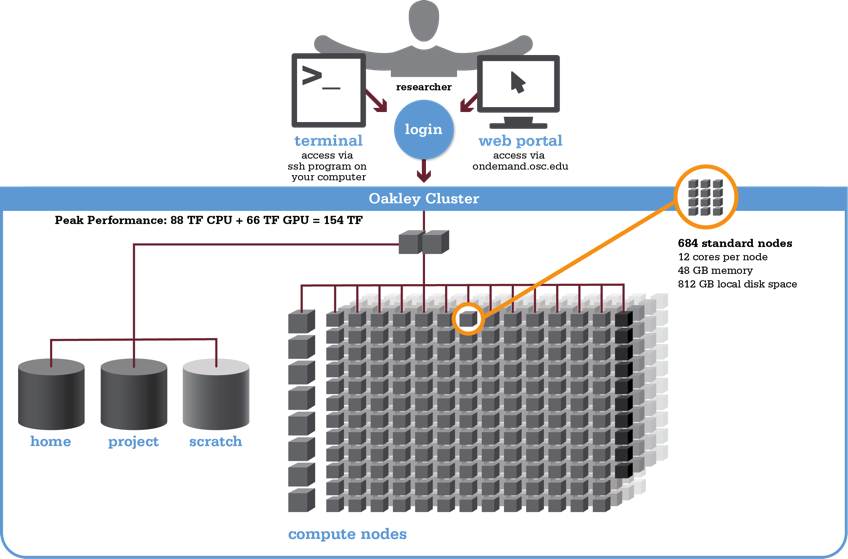 >_
researcher
login
terminal
access via
ssh program on
your computer
web portal
access via
ondemand.osc.edu
Oakley Cluster
Peak Performance: 88 TF CPU + 66 TF GPU = 154 TF
684 standard nodes
12 cores per node
48 GB memory
812 GB local disk space
home
project
scratch
compute nodes